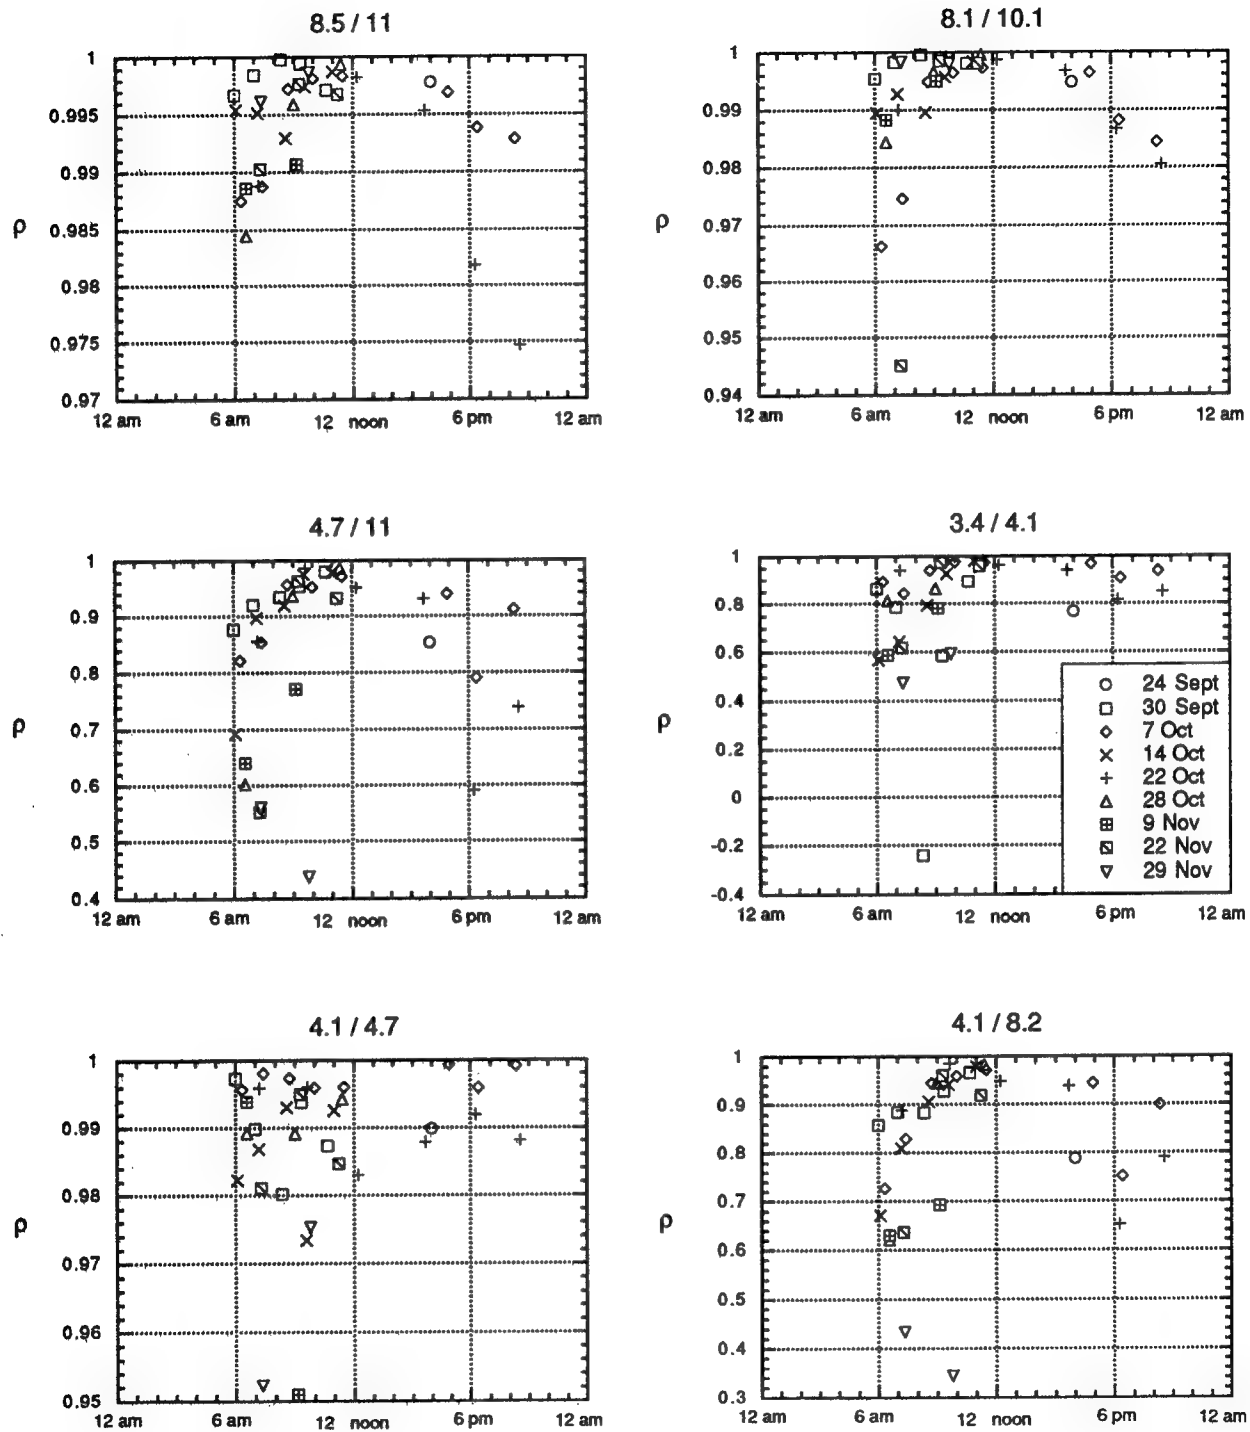 8.5 / 11
1
0.995
0.99
0.985
0.98
0.975
0.97
ρ
12 am 6 am 12 noon 6 pm 12 am
8.1 / 10.1
1
0.99
0.98
0.97
0.96
0.95
0.94
ρ
12 am 6 am 12 noon 6 pm 12 am
4.7 / 11
1
0.9
0.8
0.7
0.6
0.5
0.4
ρ
12 am 6 am 12 noon 6 pm 12 am
3.4 / 4.1
1
0.8
0.6
0.4
0.2
0
-0.2
-0.4
ρ
24 Sept
30 Sept
7 Oct
14 Oct
22 Oct
28 Oct
9 Nov
22 Nov
29 Nov
12 am 6 am 12 noon 6 pm 12 am
4.1 / 4.7
1
0.99
0.98
0.97
0.96
0.95
ρ
12 am 6 am 12 noon 6 pm 12 am
4.1 / 8.2
1
0.9
0.8
0.7
0.6
0.5
0.4
0.3
ρ
12 am 6 am 12 noon 6 pm 12 am